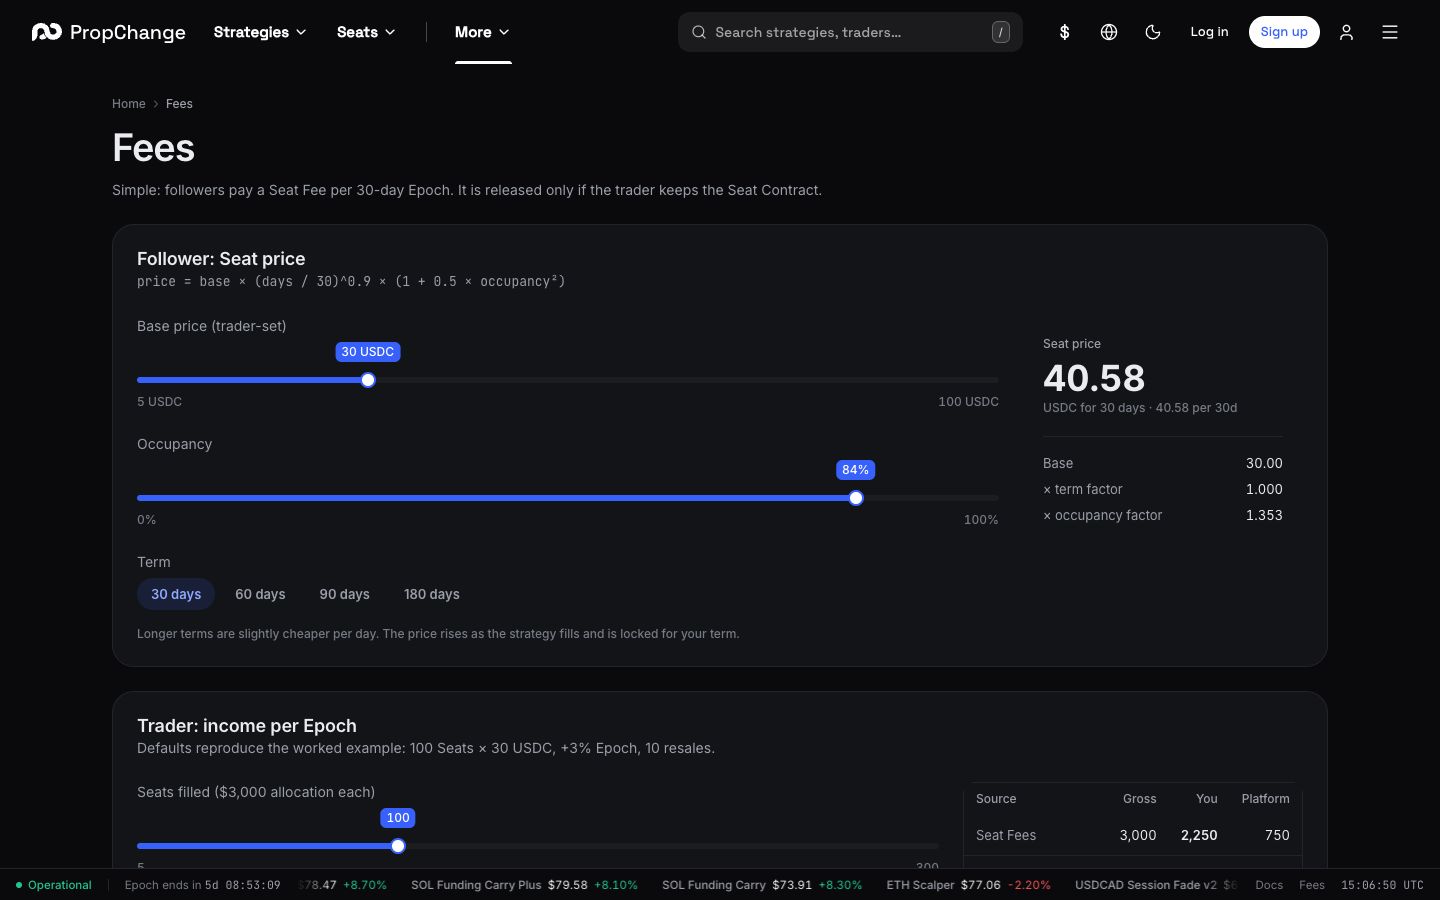 PropChange Strategies Seats More Search strategies, traders... / $ Log in Sign up
Home › Fees
Fees
Simple: followers pay a Seat Fee per 30-day Epoch. It is released only if the trader keeps the Seat Contract.
Follower: Seat price
price = base × (days / 30)^0.9 × (1 + 0.5 × occupancy²)
Base price (trader-set)
30 USDC
5 USDC 100 USDC
Occupancy
84%
0% 100%
Term
30 days 60 days 90 days 180 days
Longer terms are slightly cheaper per day. The price rises as the strategy fills and is locked for your term.
Seat price
40.58
USDC for 30 days · 40.58 per 30d
Base 30.00
× term factor 1.000
× occupancy factor 1.353
Trader: income per Epoch
Defaults reproduce the worked example: 100 Seats × 30 USDC, +3% Epoch, 10 resales.
Seats filled ($3,000 allocation each)
100
5 300
Source Gross You Platform
Seat Fees 3,000 2,250 750
Operational Epoch ends in 5d 08:53:09 $78.47 +8.70% SOL Funding Carry Plus $79.58 +8.10% SOL Funding Carry $73.91 +8.30% ETH Scalper $77.06 -2.20% USDCAD Session Fade v2 Docs Fees 15:06:50 UTC